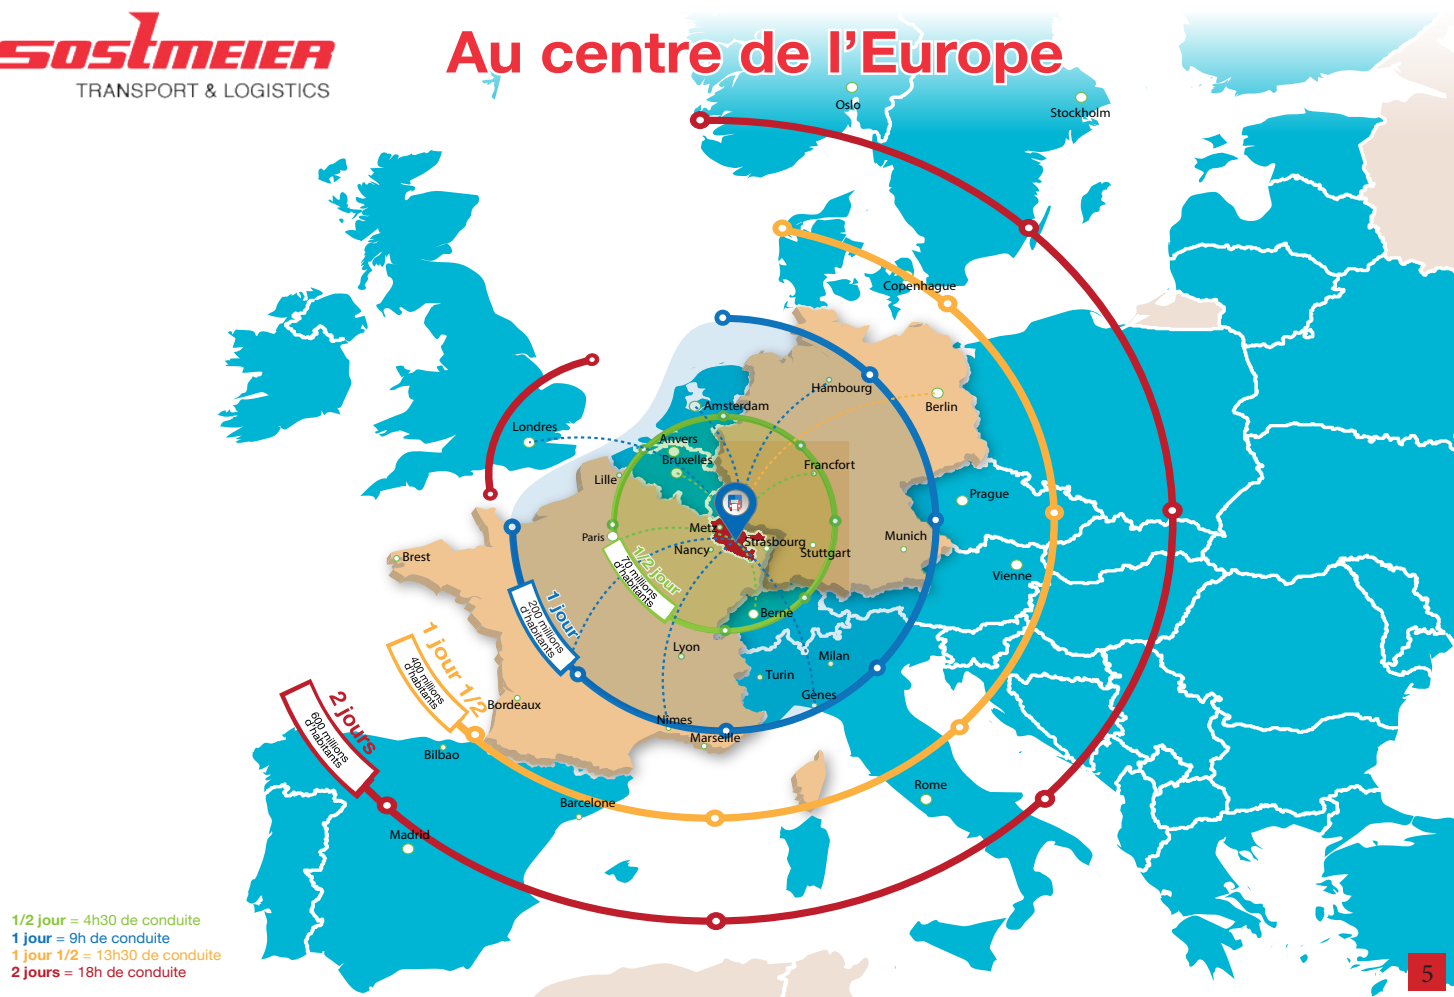 sostmeier
TRANSPORT & LOGISTICS
Au centre de l’Europe
Oslo
Stockholm
Copenhague
Hambourg
Berlin
Amsterdam
Londres
Anvers
Bruxelles
Francfort
Lille
Prague
Metz
Paris
Strasbourg
Munich
Nancy
Stuttgart
Brest
Vienne
1/2 jour
70 millions
d’habitants
1 jour
200 millions
d’habitants
Berne
Lyon
Milan
Turin
Gènes
1 jour 1/2
400 millions
d’habitants
Bordeaux
Nîmes
Marseille
2 jours
600 millions
d’habitants
Bilbao
Rome
Barcelone
Madrid
1/2 jour = 4h30 de conduite
1 jour = 9h de conduite
1 jour 1/2 = 13h30 de conduite
2 jours = 18h de conduite
5